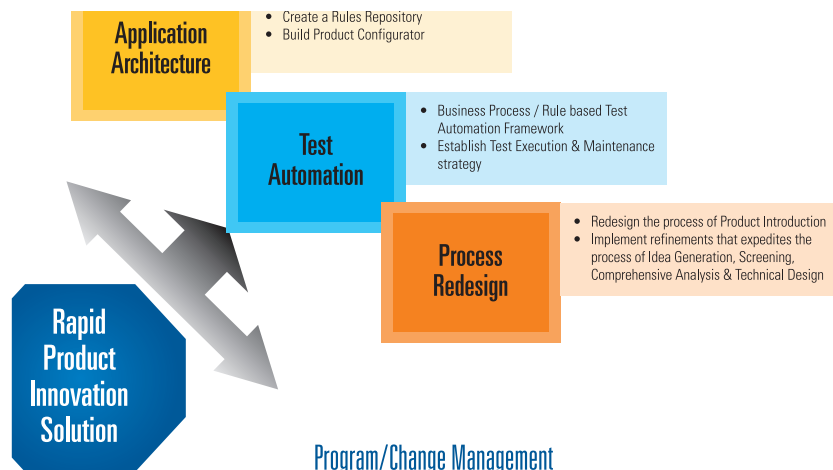 • Create a Rules Repository
Application
Architecture
• Build Product Configurator
Test
Automation
• Business Process / Rule based Test
Automation Framework
• Establish Test Execution & Maintenance
strategy
Process
Redesign
• Redesign the process of Product Introduction
• Implement refinements that expedites the
process of Idea Generation, Screening,
Comprehensive Analysis & Technical Design
Rapid
Product
Innovation
Solution
Program/Change Management